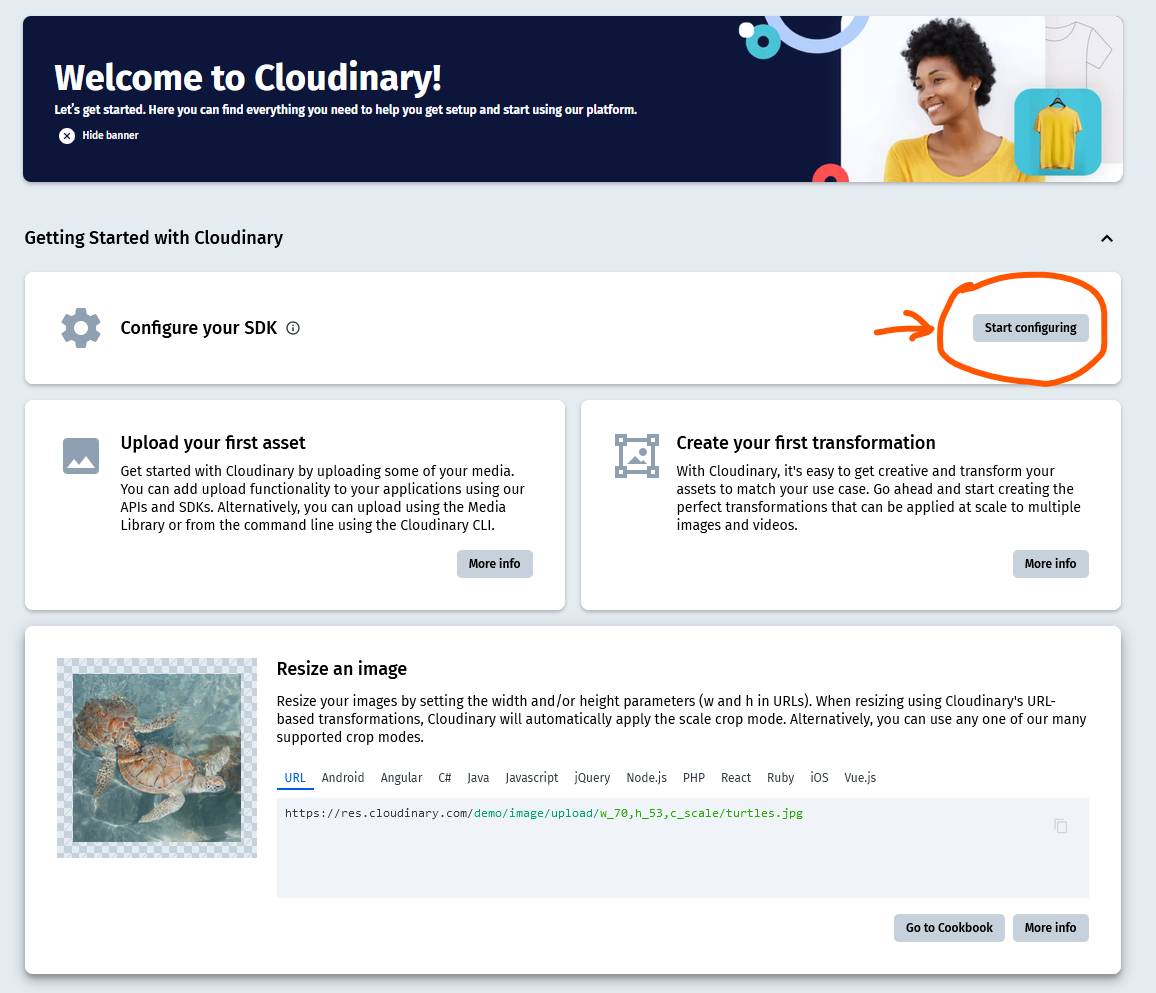 Welcome to Cloudinary!
Let's get started. Here you can find everything you need to help you get setup and start using our platform.
Hide banner
Getting Started with Cloudinary
Configure your SDK
Start configuring
Upload your first asset
Get started with Cloudinary by uploading some of your media.
You can add upload functionality to your applications using our
APIs and SDKs. Alternatively, you can upload using the Media
Library or from the command line using the Cloudinary CLI.
More info
Create your first transformation
With Cloudinary, it's easy to get creative and transform your
assets to match your use case. Go ahead and start creating the
perfect transformations that can be applied at scale to multiple
images and videos.
More info
Resize an image
Resize your images by setting the width and/or height parameters (w and h in URLs). When resizing using Cloudinary's URL-
based transformations, Cloudinary will automatically apply the scale crop mode. Alternatively, you can use any one of our many
supported crop modes.
URL Android Angular C# Java Javascript jQuery Node.js PHP React Ruby iOS Vue.js
https://res.cloudinary.com/demo/image/upload/w_70,h_53,c_scale/turtles.jpg
Go to Cookbook More info